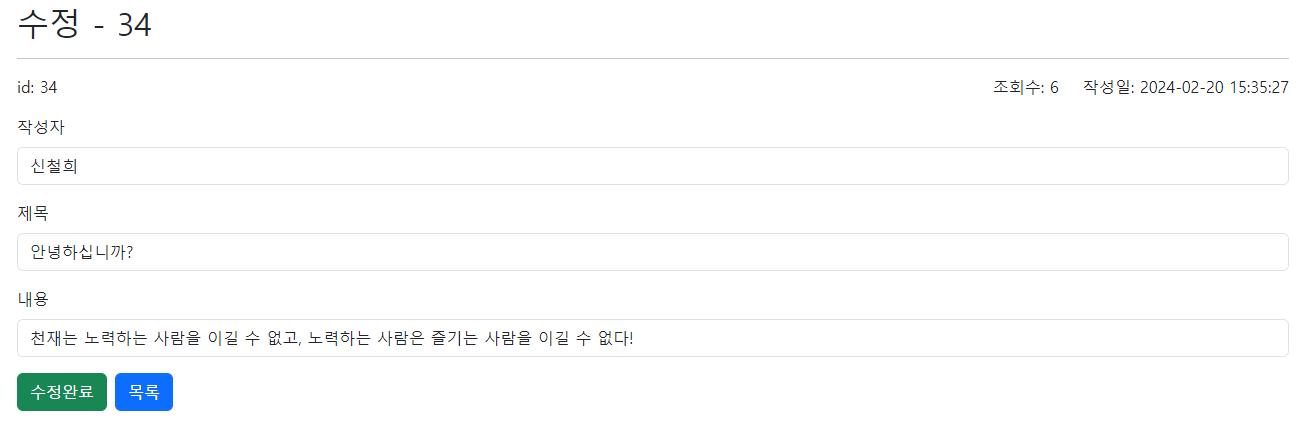 수정 - 34
id: 34 조회수: 6 작성일: 2024-02-20 15:35:27
작성자
신철희
제목
안녕하십니까?
내용
천재는 노력하는 사람을 이길 수 없고, 노력하는 사람은 즐기는 사람을 이길 수 없다!
수정완료 목록